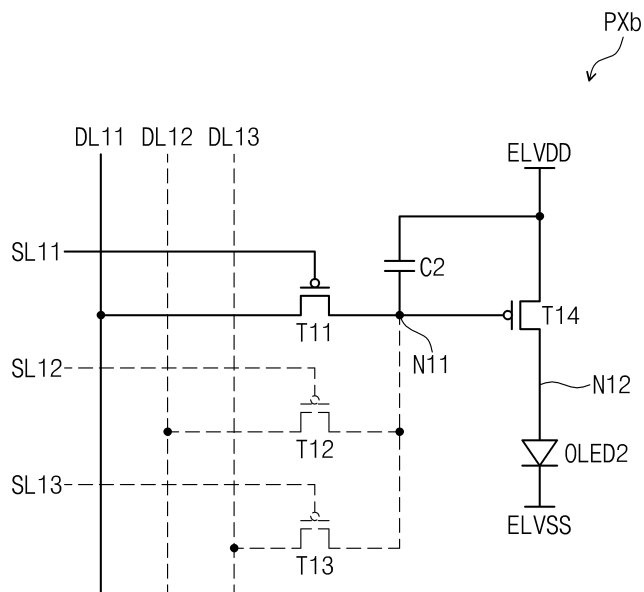 PXb
DL11 DL12 DL13
ELVDD
SL11
C2
T11
T14
N11
SL12
N12
T12
OLED2
SL13
ELVSS
T13